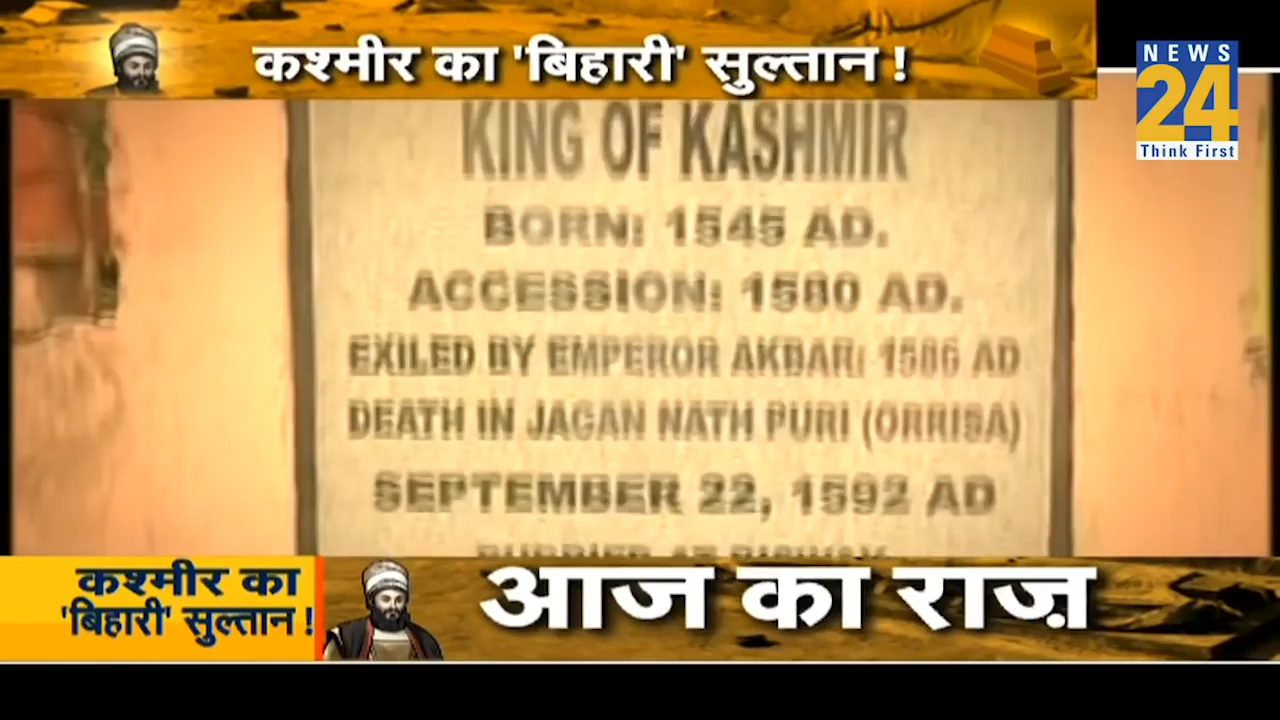 कश्मीर का 'बिहारी' सुल्तान !
NEWS
24
Think First
KING OF KASHMIR
BORN: 1545 AD.
ACCESSION: 1580 AD.
EXILED BY EMPEROR AKBAR: 1586 AD
DEATH IN JAGAN NATH PURI (ORRISA)
SEPTEMBER 22, 1592 AD
कश्मीर का
'बिहारी' सुल्तान !
आज का राज़